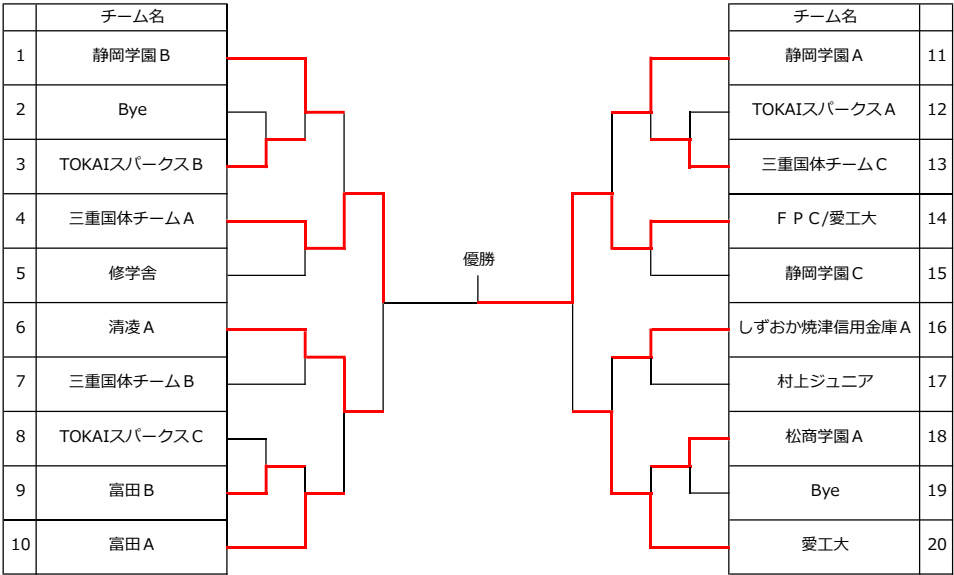 チーム名
1 静岡学園Ｂ
2 Bye
3 TOKAIスパークスＢ
4 三重国体チームＡ
5 修学舎
6 清凌Ａ
7 三重国体チームＢ
8 TOKAIスパークスＣ
9 富田Ｂ
10 富田Ａ
優勝
チーム名
静岡学園Ａ 11
TOKAIスパークスＡ 12
三重国体チームＣ 13
ＦＰＣ/愛工大 14
静岡学園Ｃ 15
しずおか焼津信用金庫Ａ 16
村上ジュニア 17
松商学園Ａ 18
Bye 19
愛工大 20